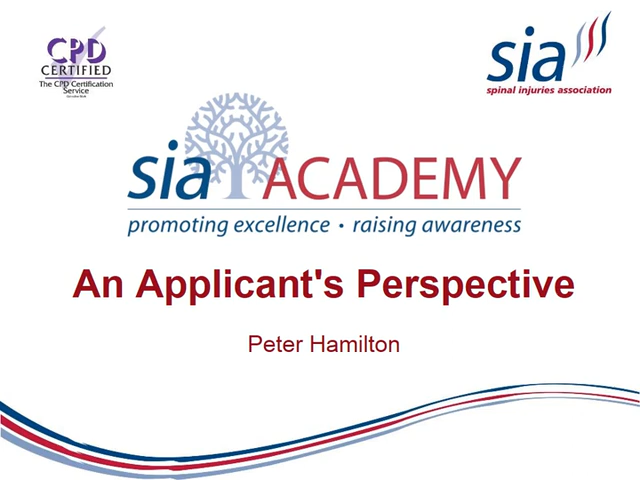 CPD
CERTIFIED
The CPD Certification
Service
sia
spinal injuries association
sia ACADEMY
promoting excellence • raising awareness
An Applicant's Perspective
Peter Hamilton